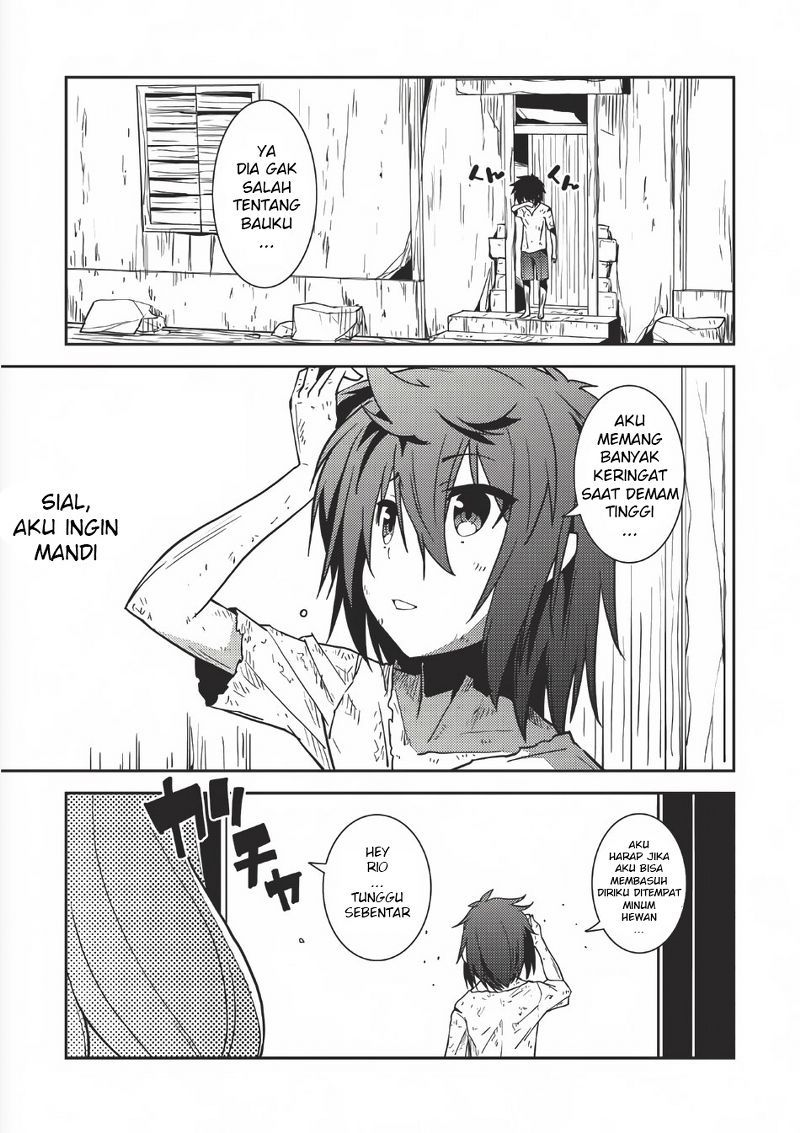 YA
DIA GAK
SALAH
TENTANG
BAUKU
...
くん
くん
AKU
MEMANG
BANYAK
KERINGAT
SAAT DEMAM
TINGGI
...
SIAL,
AKU INGIN
MANDI
AKU
HARAP JIKA
AKU BISA
MEMBASUH
DIRIKU DITEMPAT
MINUM
HEWAN
...
HEY
RIO
...
TUNGGU
SEBENTAR
ガチャ